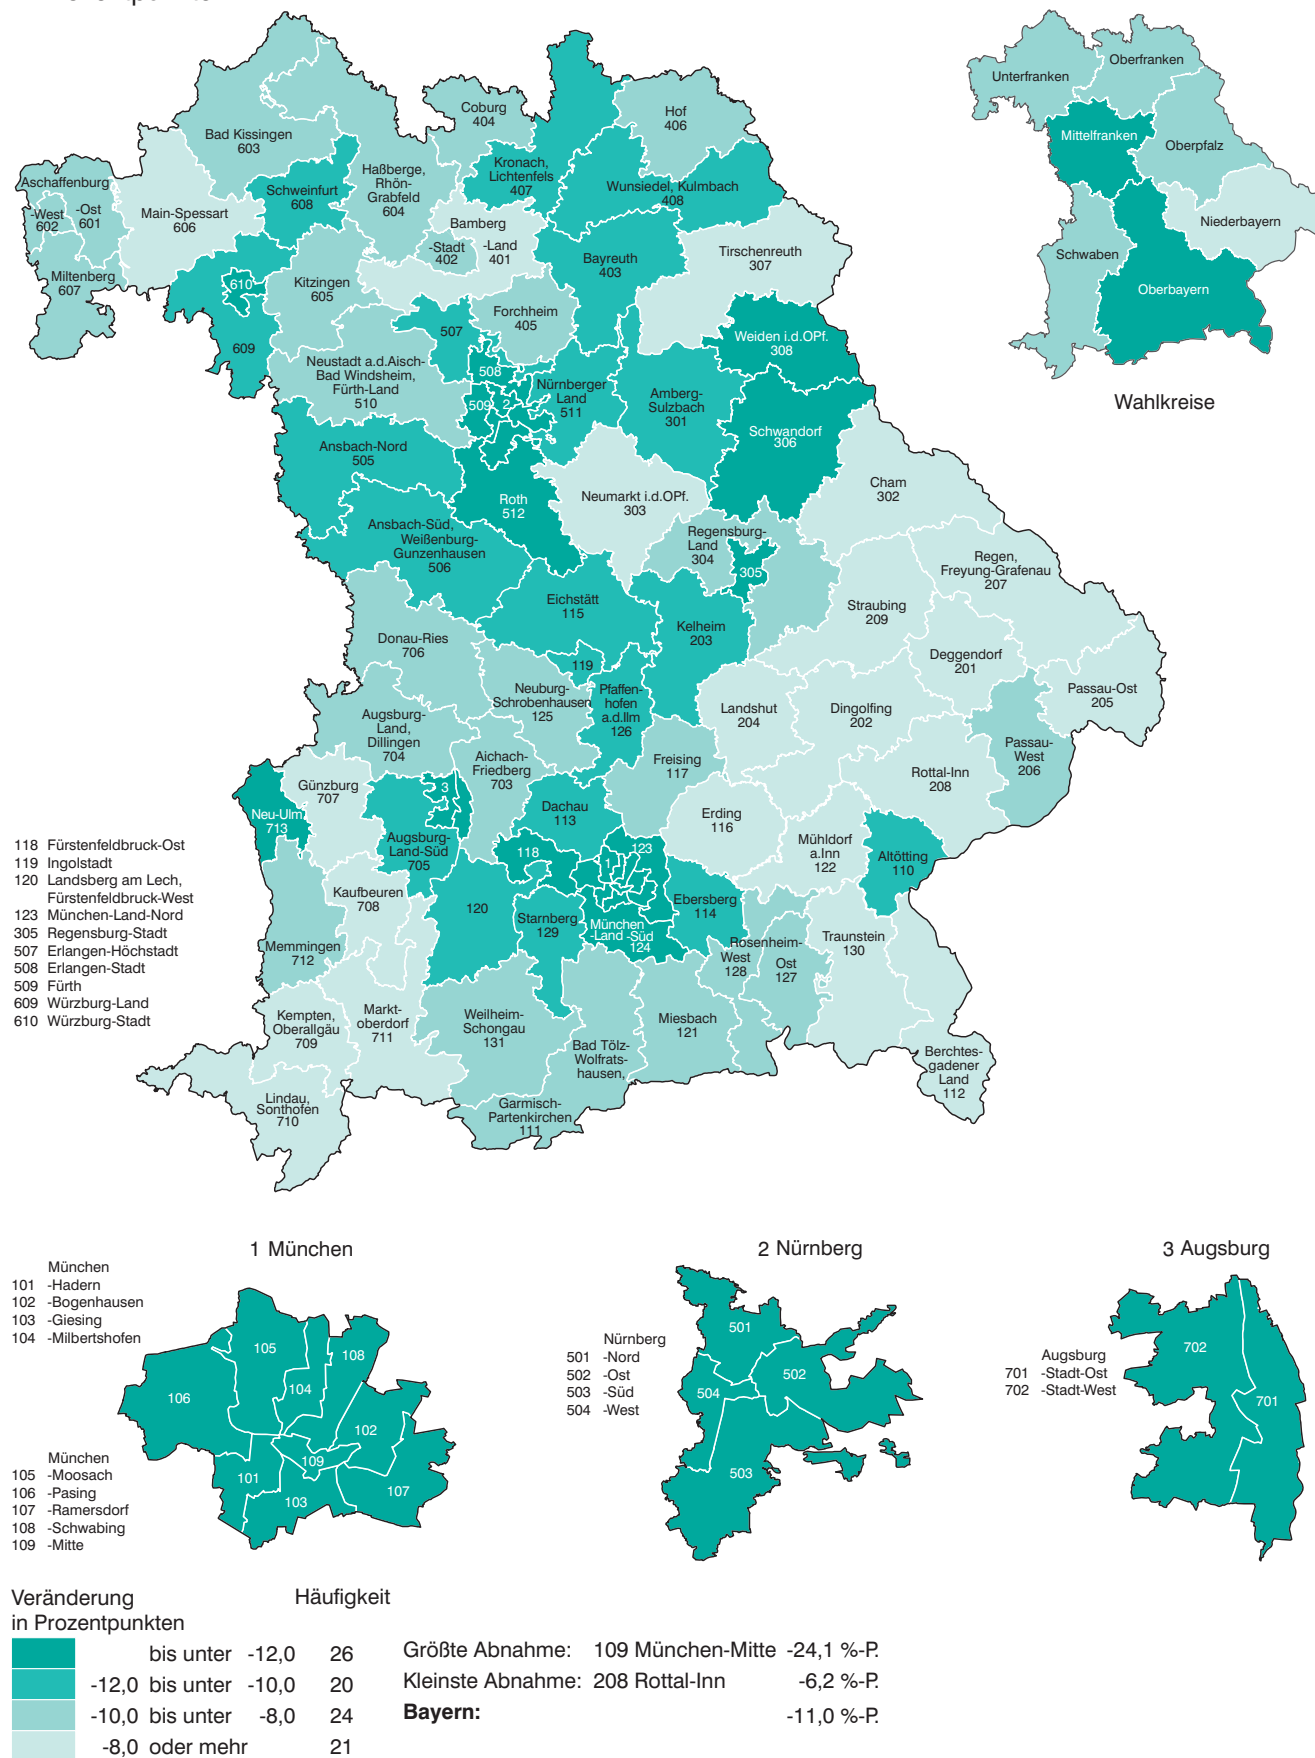 Unterfranken
Oberfranken
Mittelfranken
Oberpfalz
Niederbayern
Schwaben
Oberbayern
Wahlkreise
Coburg
404
Hof
406
Bad Kissingen
603
Kronach,
Lichtenfels
407
Haßberge,
Rhön-
Grabfeld
604
Wunsiedel, Kulmbach
408
Aschaffenburg
-West
602
-Ost
601
Schweinfurt
608
Main-Spessart
606
Bamberg
-Stadt
402
-Land
401
Bayreuth
403
Tirschenreuth
307
Miltenberg
607
610
Kitzingen
605
Forchheim
405
507
Weiden i.d.OPf.
308
609
Neustadt a.d.Aisch-
Bad Windsheim,
Fürth-Land
510
508
509
2
Nürnberger
Land
511
Amberg-
Sulzbach
301
Schwandorf
306
Ansbach-Nord
505
Cham
302
Roth
512
Neumarkt i.d.OPf.
303
Ansbach-Süd,
Weißenburg-
Gunzenhausen
506
Regensburg-
Land
304
305
Regen,
Freyung-Grafenau
207
Eichstätt
115
Straubing
209
Kelheim
203
Donau-Ries
706
Deggendorf
201
119
Neuburg-
Schrobenhausen
125
Pfaffen-
hofen
a.d.Ilm
126
Landshut
204
Dingolfing
202
Passau-Ost
205
Augsburg-
Land,
Dillingen
704
Aichach-
Friedberg
703
Freising
117
Passau-
West
206
Rottal-Inn
208
Günzburg
707
3
Neu-Ulm
713
Dachau
113
Erding
116
Augsburg-
Land-Süd
705
118
123
1
Mühldorf
a.Inn
122
Altötting
110
Kaufbeuren
708
120
Starnberg
129
Ebersberg
114
München
-Land -Süd
124
Memmingen
712
Rosenheim-
West
128
Ost
127
Traunstein
130
Kempten,
Oberallgäu
709
Markt-
oberdorf
711
Weilheim-
Schongau
131
Miesbach
121
Bad Tölz-
Wolfrats-
hausen,
Garmisch-
Partenkirchen
111
Berchtes-
gadener
Land
112
Lindau,
Sonthofen
710
118 Fürstenfeldbruck-Ost
119 Ingolstadt
120 Landsberg am Lech,
Fürstenfeldbruck-West
123 München-Land-Nord
305 Regensburg-Stadt
507 Erlangen-Höchstadt
508 Erlangen-Stadt
509 Fürth
609 Würzburg-Land
610 Würzburg-Stadt
1 München
München
101 -Hadern
102 -Bogenhausen
103 -Giesing
104 -Milbertshofen
München
105 -Moosach
106 -Pasing
107 -Ramersdorf
108 -Schwabing
109 -Mitte
105
108
106
104
102
109
101
103
107
2 Nürnberg
Nürnberg
501 -Nord
502 -Ost
503 -Süd
504 -West
501
502
504
503
3 Augsburg
Augsburg
701 -Stadt-Ost
702 -Stadt-West
702
701
Veränderung
in Prozentpunkten
Häufigkeit
bis unter -12,0 26
-12,0 bis unter -10,0 20
-10,0 bis unter -8,0 24
-8,0 oder mehr 21
Größte Abnahme: 109 München-Mitte -24,1 %-P.
Kleinste Abnahme: 208 Rottal-Inn -6,2 %-P.
Bayern: -11,0 %-P.